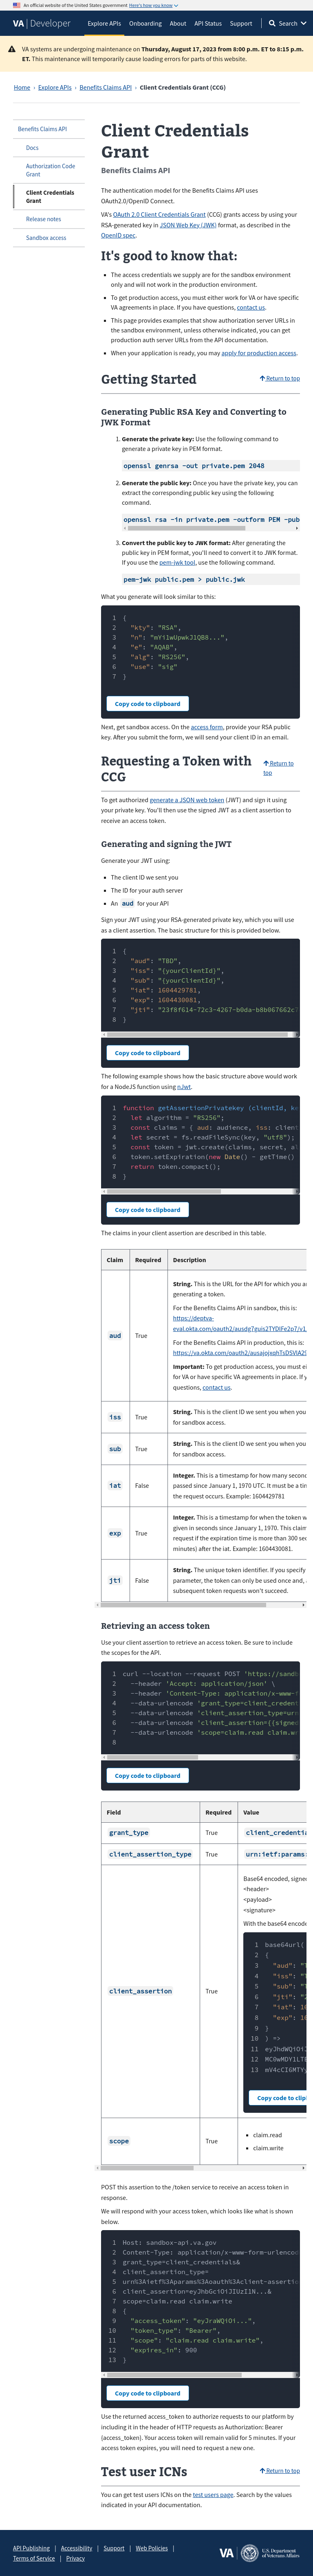 An official website of the United States government Here's how you know
VA | Developer
Explore APIs
Onboarding
About
API Status
Support
Search
VA systems are undergoing maintenance on Thursday, August 17, 2023 from 8:00 p.m. ET to 8:15 p.m.
ET. This maintenance will temporarily cause loading errors for parts of this website.
Home › Explore APIs › Benefits Claims API › Client Credentials Grant (CCG)
Benefits Claims API
Docs
Authorization Code
Grant
Client Credentials
Grant
Release notes
Sandbox access
Client Credentials
Grant
Benefits Claims API
The authentication model for the Benefits Claims API uses
OAuth2.0/OpenID Connect.
VA's OAuth 2.0 Client Credentials Grant (CCG) grants access by using your
RSA-generated key in JSON Web Key (JWK) format, as described in the
OpenID spec.
It's good to know that:
The access credentials we supply are for the sandbox environment
only and will not work in the production environment.
To get production access, you must either work for VA or have specific
VA agreements in place. If you have questions, contact us.
This page provides examples that show authorization server URLs in
the sandbox environment, unless otherwise indicated, you can get
production auth server URLs from the API documentation.
When your application is ready, you may apply for production access.
Getting Started
Return to top
Generating Public RSA Key and Converting to
JWK Format
1. Generate the private key: Use the following command to
generate a private key in PEM format.
openssl genrsa -out private.pem 2048
2. Generate the public key: Once you have the private key, you can
extract the corresponding public key using the following
command.
openssl rsa -in private.pem -outform PEM -pub
3. Convert the public key to JWK format: After generating the
public key in PEM format, you'll need to convert it to JWK format.
If you use the pem-jwk tool, use the following command.
pem-jwk public.pem > public.jwk
What you generate will look similar to this:
1 {
2 "kty": "RSA",
3 "n": "mYi1wUpwkJ1QB8...",
4 "e": "AQAB",
5 "alg": "RS256",
6 "use": "sig"
7 }
Copy code to clipboard
Next, get sandbox access. On the access form, provide your RSA public
key. After you submit the form, we will send your client ID in an email.
Requesting a Token with
CCG
Return to
top
To get authorized generate a JSON web token (JWT) and sign it using
your private key. You'll then use the signed JWT as a client assertion to
receive an access token.
Generating and signing the JWT
Generate your JWT using:
The client ID we sent you
The ID for your auth server
An aud for your API
Sign your JWT using your RSA-generated private key, which you will use
as a client assertion. The basic structure for this is provided below.
1 {
2 "aud": "TBD",
3 "iss": "{yourClientId}",
4 "sub": "{yourClientId}",
5 "iat": 1604429781,
6 "exp": 1604430081,
7 "jti": "23f8f614-72c3-4267-b0da-b8b067662c7
8 }
Copy code to clipboard
The following example shows how the basic structure above would work
for a NodeJS function using nJwt.
1 function getAssertionPrivatekey (clientId, ke
2 let algorithm = "RS256";
3 const claims = { aud: audience, iss: clien
4 let secret = fs.readFileSync(key, "utf8");
5 const token = jwt.create(claims, secret, al
6 token.setExpiration(new Date() - getTime()
7 return token.compact();
8 }
Copy code to clipboard
The claims in your client assertion are described in this table.
Claim Required Description
aud True
String. This is the URL for the API for which you a
generating a token.
For the Benefits Claims API in sandbox, this is:
https://deptva-
eval.okta.com/oauth2/ausdg7guis2TYDlFe2p7/v1
For the Benefits Claims API in production, this is:
https://va.okta.com/oauth2/ausajojxqhTsDSVlA2
Important: To get production access, you must e
for VA or have specific VA agreements in place. If
questions, contact us.
iss True
String. This is the client ID we sent you when you
for sandbox access.
sub True
String. This is the client ID we sent you when you
for sandbox access.
iat False
Integer. This is a timestamp for how many secon
passed since January 1, 1970 UTC. It must be a ti
the request occurs. Example: 1604429781
exp True
Integer. This is a timestamp for when the token w
given in seconds since January 1, 1970. This claim
request if the expiration time is more than 300 se
minutes) after the iat. Example: 1604430081.
jti False
String. The unique token identifier. If you specify
parameter, the token can only be used once and,
subsequent token requests won't succeed.
Retrieving an access token
Use your client assertion to retrieve an access token. Be sure to include
the scopes for the API.
1 curl --location --request POST 'https://sand
2 --header 'Accept: application/json' \
3 --header 'Content-Type: application/x-www-f
4 --data-urlencode 'grant_type=client_credent
5 --data-urlencode 'client_assertion_type=ur
6 --data-urlencode 'client_assertion={{signe
7 --data-urlencode 'scope=claim.read claim.w
8
Copy code to clipboard
Field Required Value
grant_type True client_credentia
client_assertion_type True urn:ietf:params:
client_assertion True
Base64 encoded, signe
<header>
<payload>
<signature>
With the base64 encode
1 base64url(
2 {
3 "aud": "
4 "iss": "
5 "sub": "
6 "jti": "2
7 "iat": 16
8 "exp": 16
9 }
10 } =>
11 eyJhdWQiOiJ
12 MC0wMDY1LTB
13 mV4cCI6MTYy
Copy code to clip
scope True
claim.read
claim.write
POST this assertion to the /token service to receive an access token in
response.
We will respond with your access token, which looks like what is shown
below.
1 Host: sandbox-api.va.gov
2 Content-Type: application/x-www-form-urlencod
3 grant_type=client_credentials&
4 client_assertion_type=
5 urn%3Aietf%3Aparams%3Aoauth%3Aclient-asserti
6 client_assertion=eyJhbGciOiJIUzI1N...&
7 scope=claim.read claim.write
8 {
9 "access_token": "eyJraWQiOi...",
10 "token_type": "Bearer",
11 "scope": "claim.read claim.write",
12 "expires_in": 900
13 }
Copy code to clipboard
Use the returned access_token to authorize requests to our platform by
including it in the header of HTTP requests as Authorization: Bearer
{access_token}. Your access token will remain valid for 5 minutes. If your
access token expires, you will need to request a new one.
Test user ICNs
Return to top
You can get test users ICNs on the test users page. Search by the values
indicated in your API documentation.
API Publishing | Accessibility | Support | Web Policies |
Terms of Service | Privacy
VA | U.S. Department
of Veterans Affairs